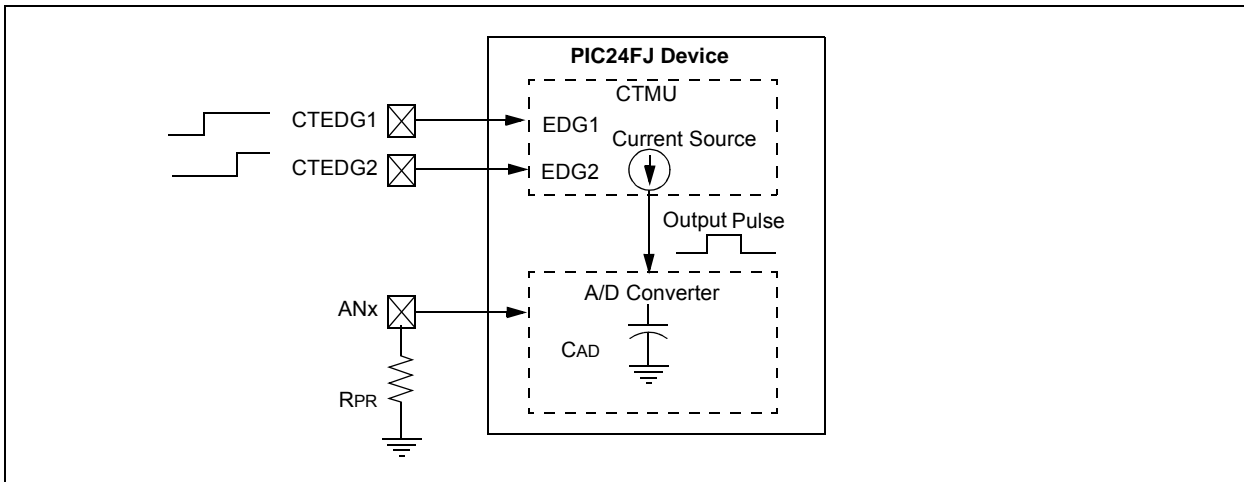 PIC24FJ Device
CTMU
CTEDG1
EDG1
Current Source
CTEDG2
EDG2
Output Pulse
A/D Converter
ANx
CAD
RPR